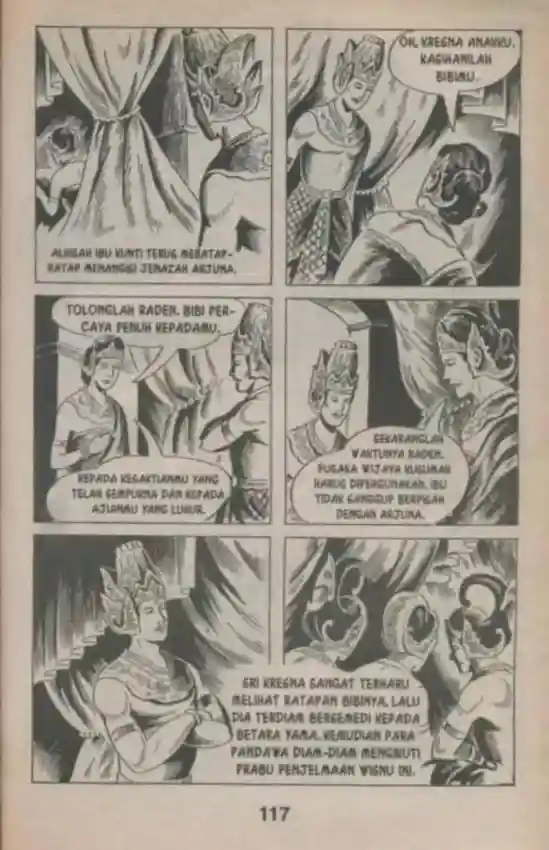 ALHGAH IBU KUNTI TERUS MERATAP-
RATAP MENANGISI JENAZAH ARJUNA.
OH, KRESNA ANAKKU.
KASIHANILAH
BIBIMU.
TOLONGLAH RADEN. BIBI PER-
CAYA PENUH KEPADAMU.
KEPADA KESAKTIANMU YANG
TELAH SEMPURNA DAN KEPADA
AJIANMU YANG LUHUR.
SEKARANGLAH
WAKTUNYA RADEN.
PUSAKA WIJAYA KUSUMAH
HARUS DIPERGUNAKAN. IBU
TIDAK SANGGUP BERPISAH
DENGAN ARJUNA.
SRI KRESNA SANGAT TERHARU
MELIHAT RATAPAN BIBINYA, LALU
DIA TERDIAM BERSEMEDI KEPADA
BETARA YAMA. KEMUDIAN PARA
PANDAWA DIAM-DIAM MENGIKUTI
PRABU PENJELMAAN WISNU INI.
117